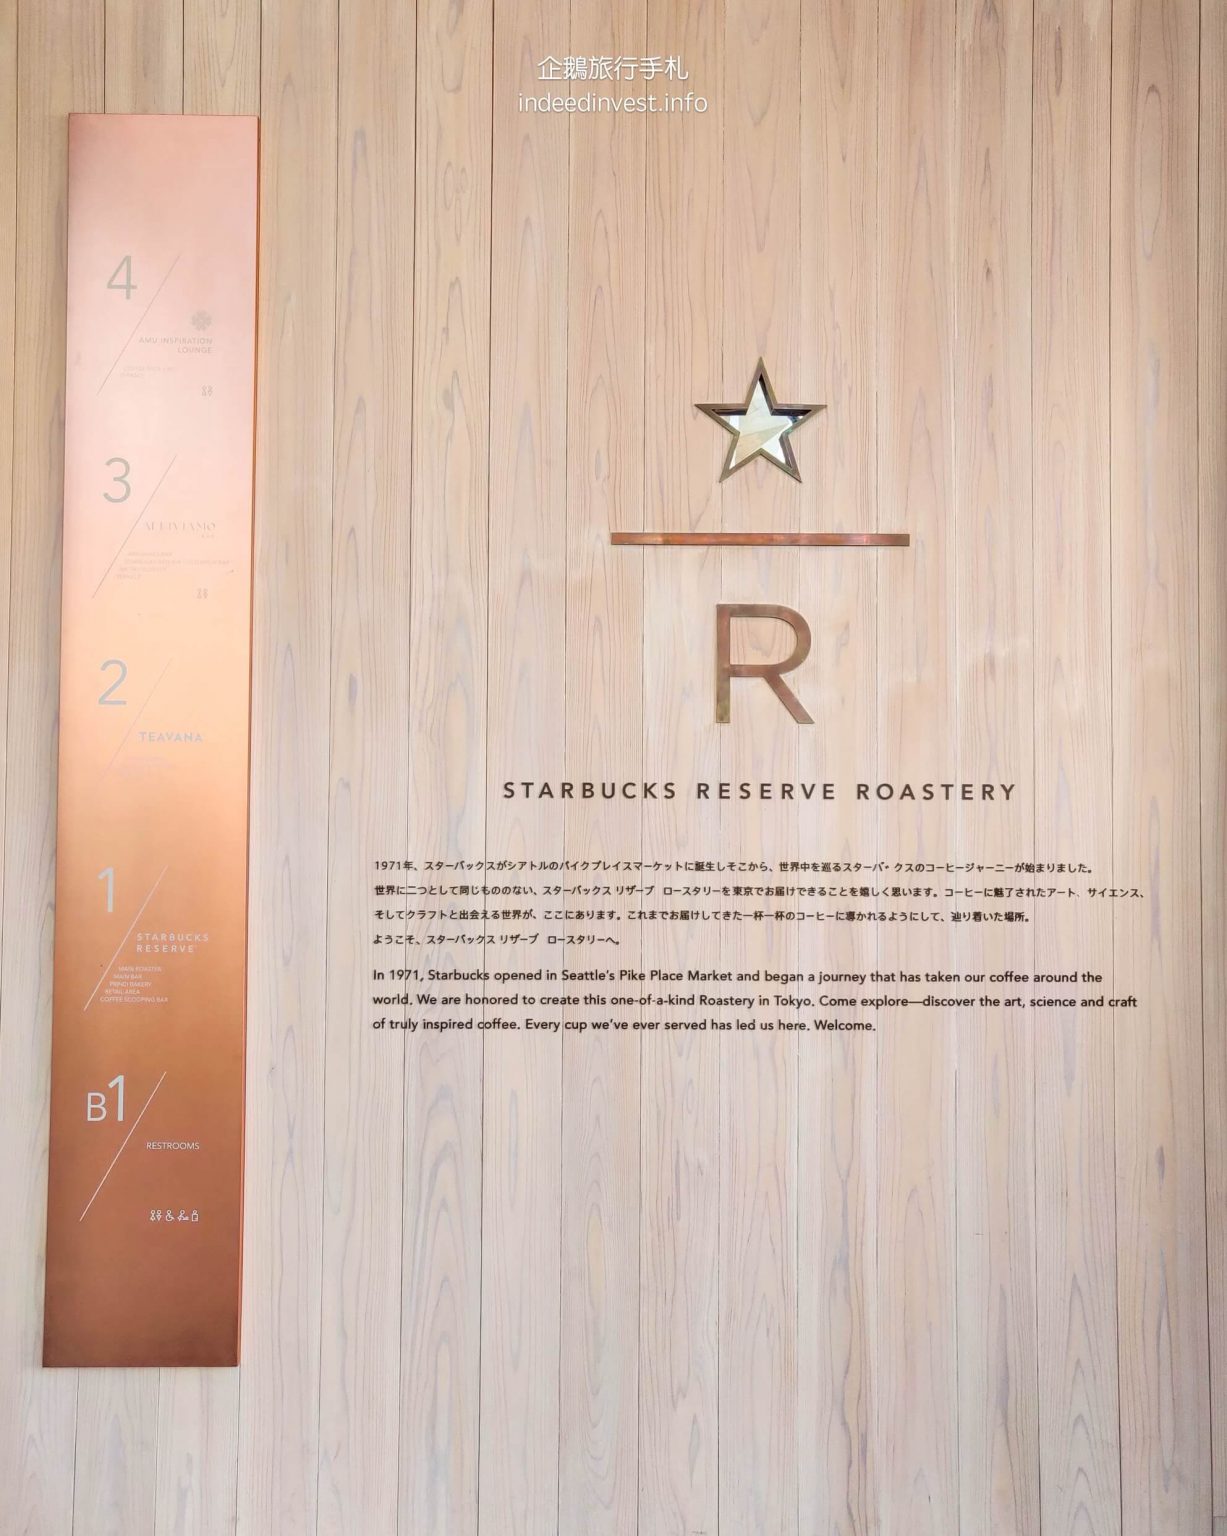 企鵝旅行手札
indeedinvest.info
4
AMU INSPIRATION
LOUNGE
3
2
TEAVANA
1
STARBUCKS
RESERVE
MAIN ROASTER
MAIN BAR
PRINCI BAKERY
RETAIL AREA
COFFEE SCOOPING BAR
B1
RESTROOMS
R
STARBUCKS RESERVE ROASTERY
1971年、スターバックスがシアトルのパイクプレイスマーケットに誕生しそこから、世界中を巡るスターバックスのコーヒージャーニーが始まりました。
世界に二つとして同じもののない、スターバックス リザーブ ロースタリーを東京でお届けできることを嬉しく思います。コーヒーに魅了されたアート、サイエンス、
そしてクラフトと出会える世界が、ここにあります。これまでお届けしてきた一杯一杯のコーヒーに導かれるようにして、辿り着いた場所。
ようこそ、スターバックス リザーブ ロースタリーへ。
In 1971, Starbucks opened in Seattle's Pike Place Market and began a journey that has taken our coffee around the
world. We are honored to create this one-of-a-kind Roastery in Tokyo. Come explore—discover the art, science and craft
of truly inspired coffee. Every cup we've ever served has led us here. Welcome.